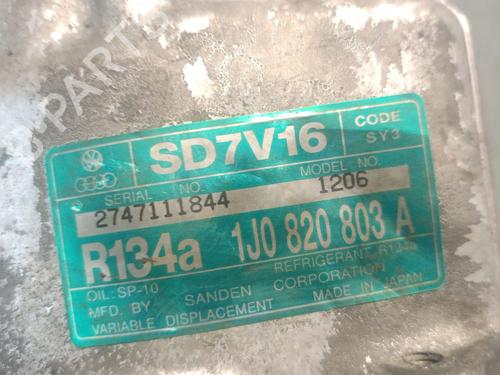 SD7V16
CODE
SY3
SERIAL NO.
MODEL NO.
2747111844
1206
R134a
1J0 820 803 A
REFRIGERANT R134a
OIL: SP-10
SANDEN CORPORATION
MFD. BY
VARIABLE DISPLACEMENT
MADE IN JAPAN